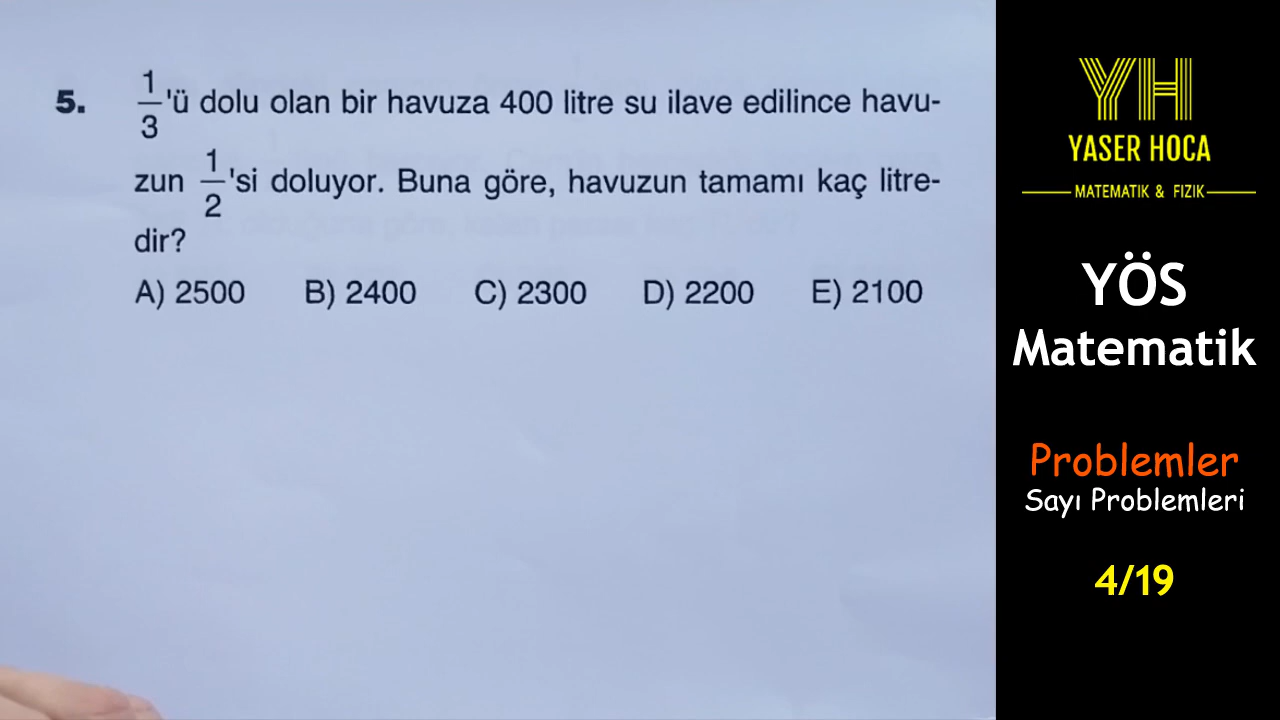 5. 1/3'ü dolu olan bir havuza 400 litre su ilave edilince havu-
zun 1/2'si doluyor. Buna göre, havuzun tamamı kaç litre-
dir?
A) 2500 B) 2400 C) 2300 D) 2200 E) 2100
YH
YASER HOCA
MATEMATIK & FIZIK
YÖS
Matematik
Problemler
Sayı Problemleri
4/19